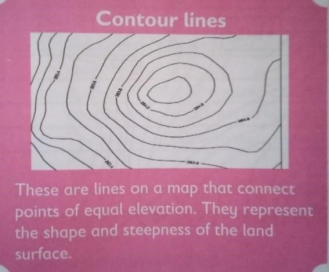 Contour lines
These are lines on a map that connect
points of equal elevation. They represent
the shape and steepness of the land
surface.